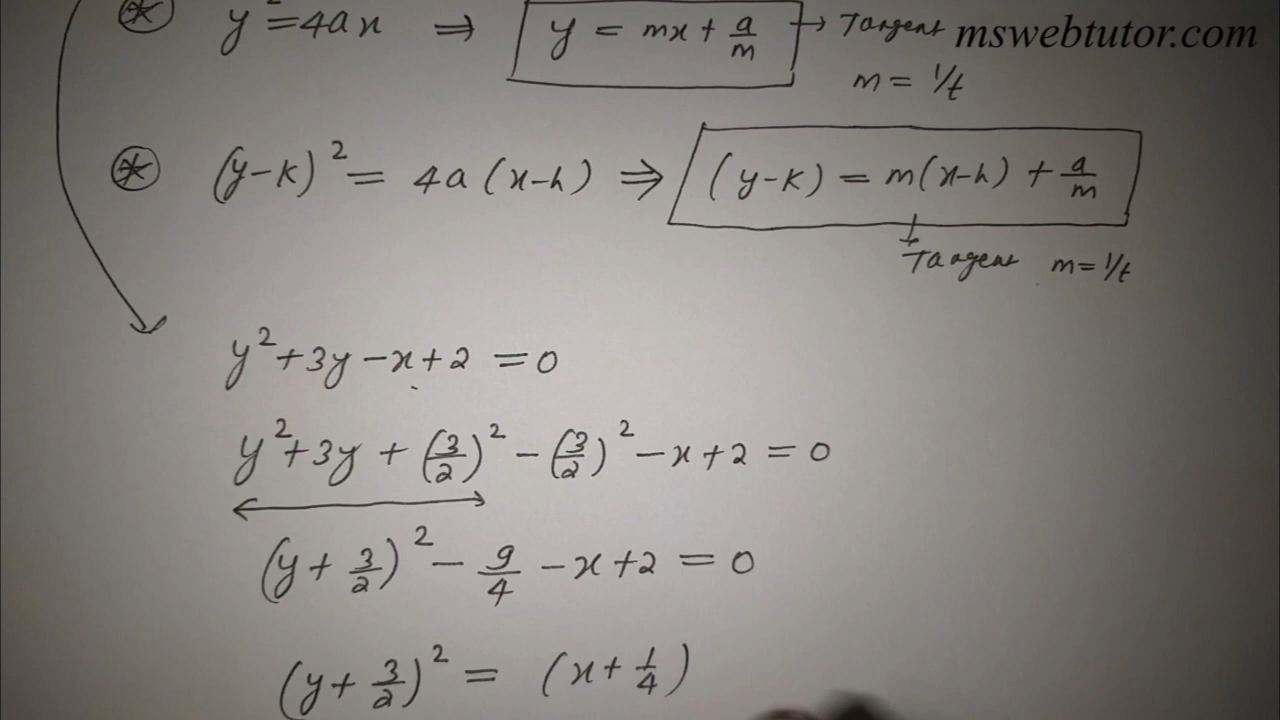 ⊛ y² = 4ax ⇒ y = mx + a/m → Tangent mswebtutor.com
m = 1/t
⊛ (y-k)² = 4a(x-h) ⇒ (y-k) = m(x-h) + a/m
Tangent m = 1/t
y² + 3y - x + 2 = 0
y² + 3y + (3/2)² - (3/2)² - x + 2 = 0
(y + 3/2)² - 9/4 - x + 2 = 0
(y + 3/2)² = (x + 1/4)